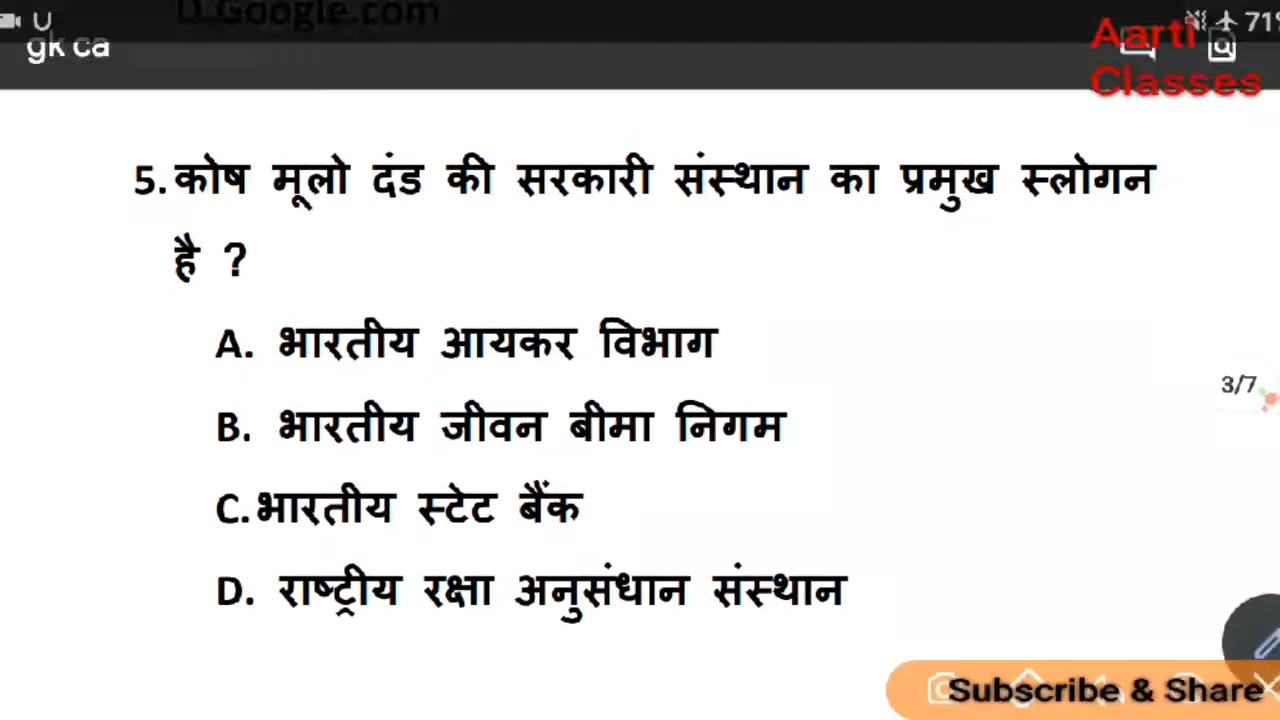 D.Google.com
U
71%
gk ca
Aarti
Classes
5. कोष मूलो दंड की सरकारी संस्थान का प्रमुख स्लोगन
है ?
A. भारतीय आयकर विभाग
B. भारतीय जीवन बीमा निगम
3/7
C. भारतीय स्टेट बैंक
D. राष्ट्रीय रक्षा अनुसंधान संस्थान
Subscribe & Share